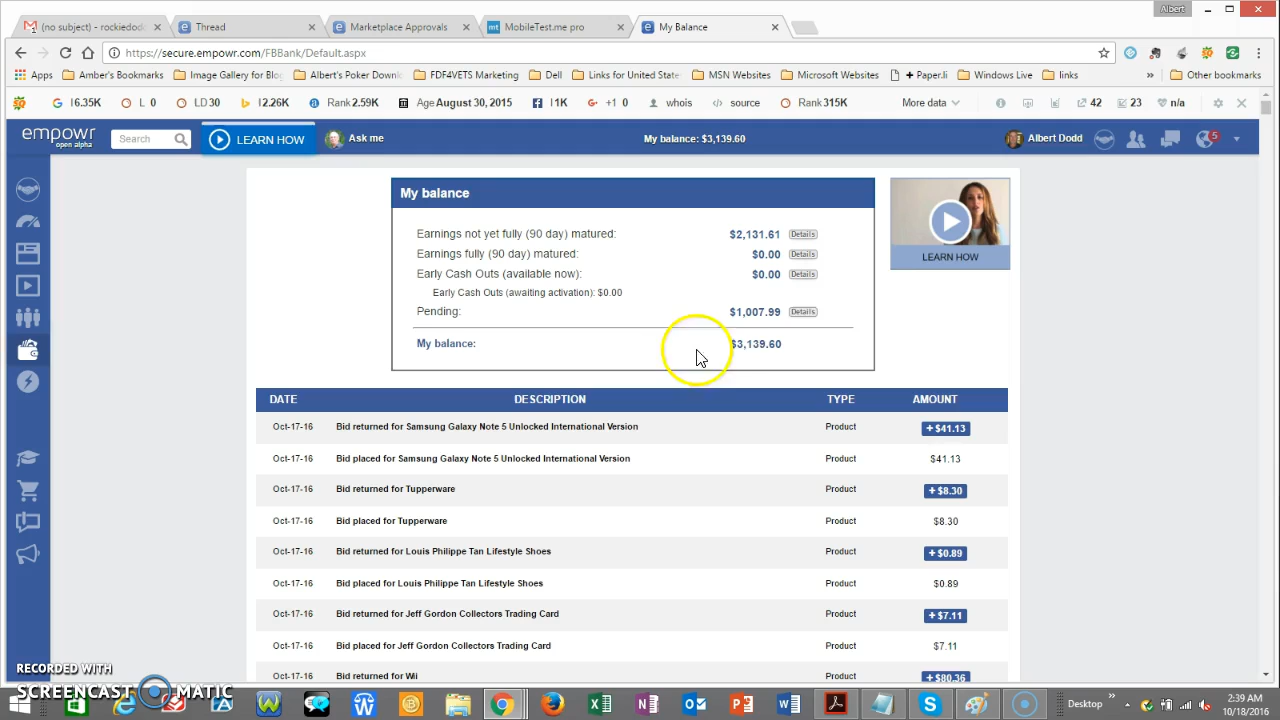 Albert
(no subject) - rockiedod
Thread
Marketplace Approvals
mt MobileTest.me pro
My Balance
https://secure.empowr.com/FBBank/Default.aspx
Apps Amber's Bookmarks Image Gallery for Blog Albert's Poker Downl FDF4VETS Marketing Dell Links for United State MSN Websites Microsoft Websites + Paper.li Windows Live links » Other bookmarks
I 6.35K L 0 LD 30 I 2.26K Rank 2.59K Age August 30, 2015 I 1K +1 0 whois source Rank 315K More data 42 23 n/a
empowr
open alpha
Search
LEARN HOW
Ask me
My balance: $3,139.60
Albert Dodd
5
My balance
Earnings not yet fully (90 day) matured: $2,131.61 Details
Earnings fully (90 day) matured: $0.00 Details
Early Cash Outs (available now): $0.00 Details
Early Cash Outs (awaiting activation): $0.00
Pending: $1,007.99 Details
My balance: $3,139.60
LEARN HOW
DATE DESCRIPTION TYPE AMOUNT
Oct-17-16 Bid returned for Samsung Galaxy Note 5 Unlocked International Version Product + $41.13
Oct-17-16 Bid placed for Samsung Galaxy Note 5 Unlocked International Version Product $41.13
Oct-17-16 Bid returned for Tupperware Product + $8.30
Oct-17-16 Bid placed for Tupperware Product $8.30
Oct-17-16 Bid returned for Louis Philippe Tan Lifestyle Shoes Product + $0.89
Oct-17-16 Bid placed for Louis Philippe Tan Lifestyle Shoes Product $0.89
Oct-17-16 Bid returned for Jeff Gordon Collectors Trading Card Product + $7.11
Oct-17-16 Bid placed for Jeff Gordon Collectors Trading Card Product $7.11
Oct-17-16 Bid returned for Wii Product + $80.36
RECORDED WITH
SCREENCAST MATIC
Desktop »
2:39 AM
10/18/2016